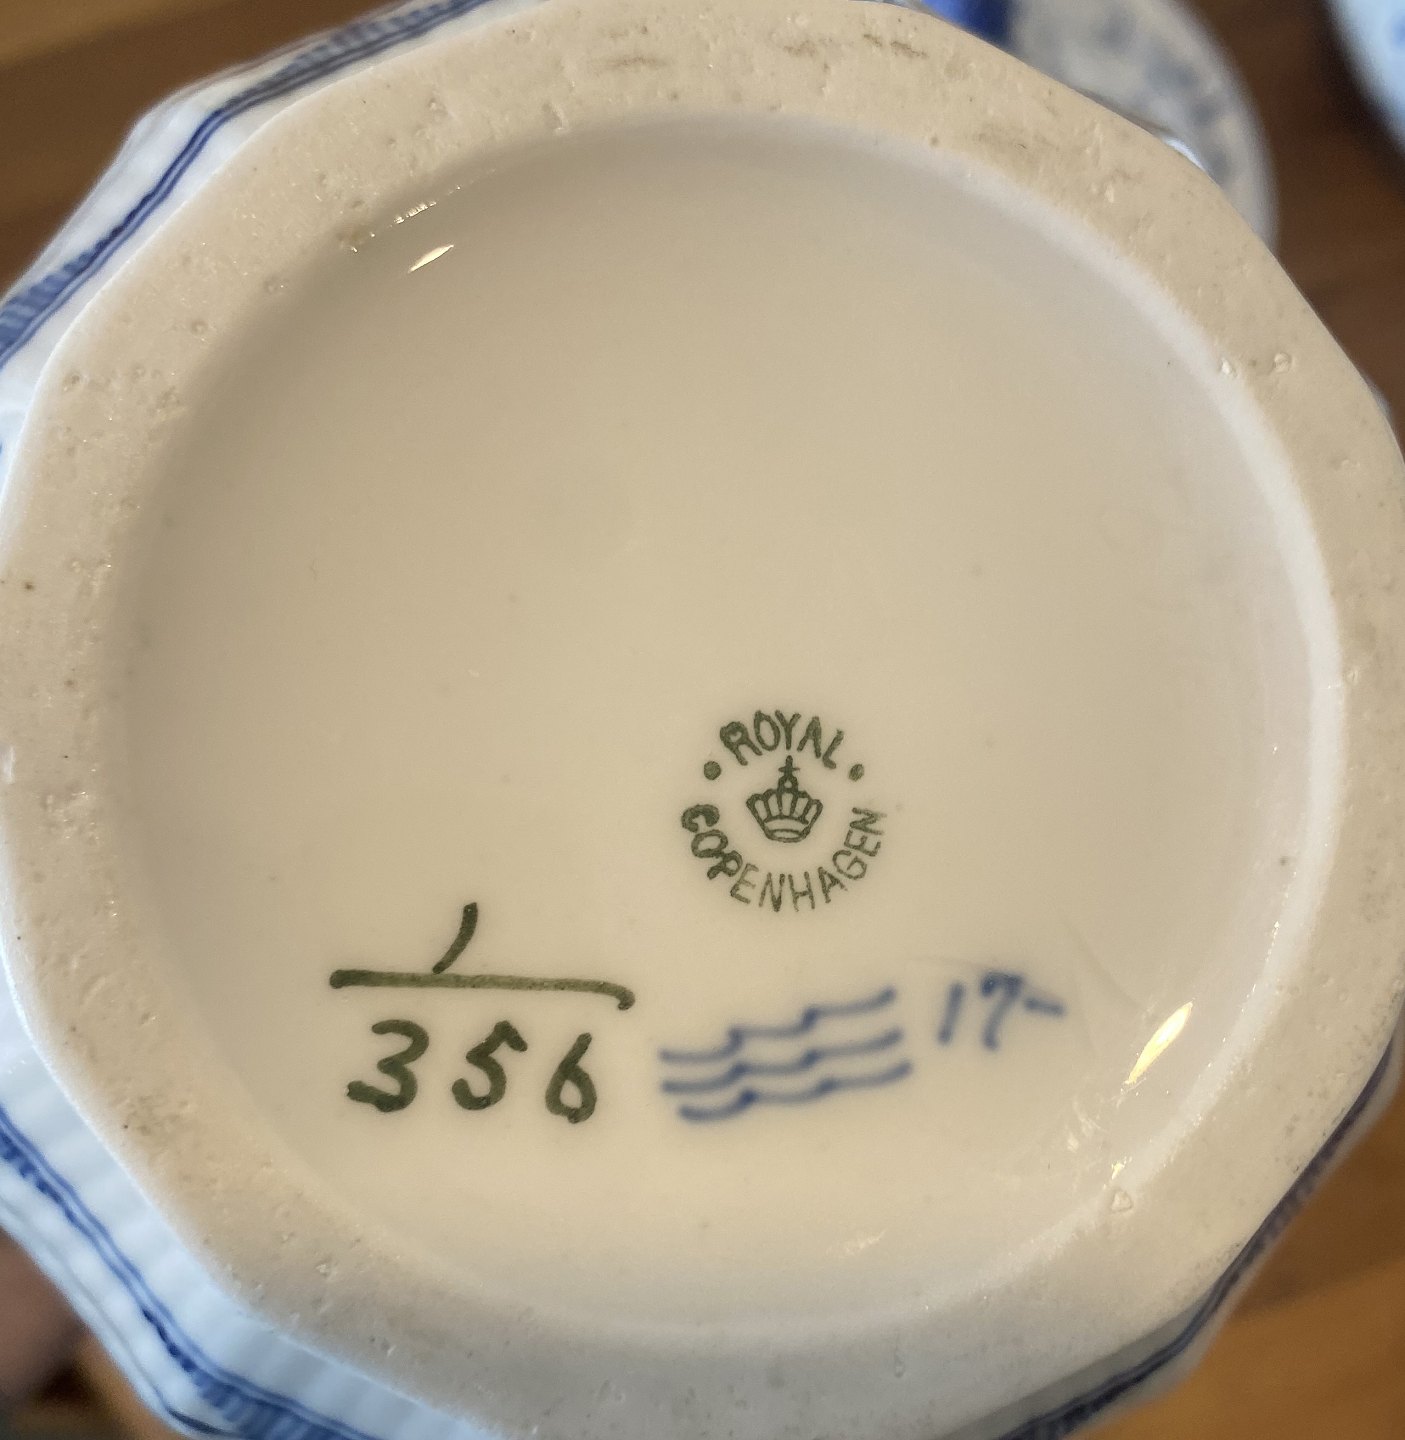 ROYAL
COPENHAGEN
1
356
17-